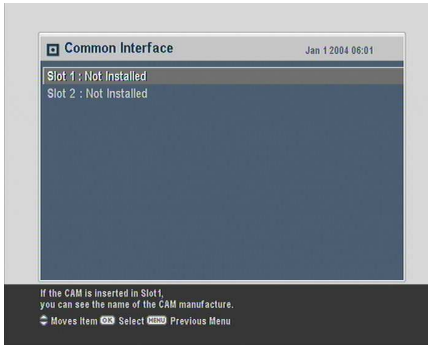 Common Interface
Jan 1 2004 06:01
Slot 1 : Not Installed
Slot 2 : Not Installed
If the CAM is inserted in Slot1,
you can see the name of the CAM manufacture.
Moves Item OK Select MENU Previous Menu